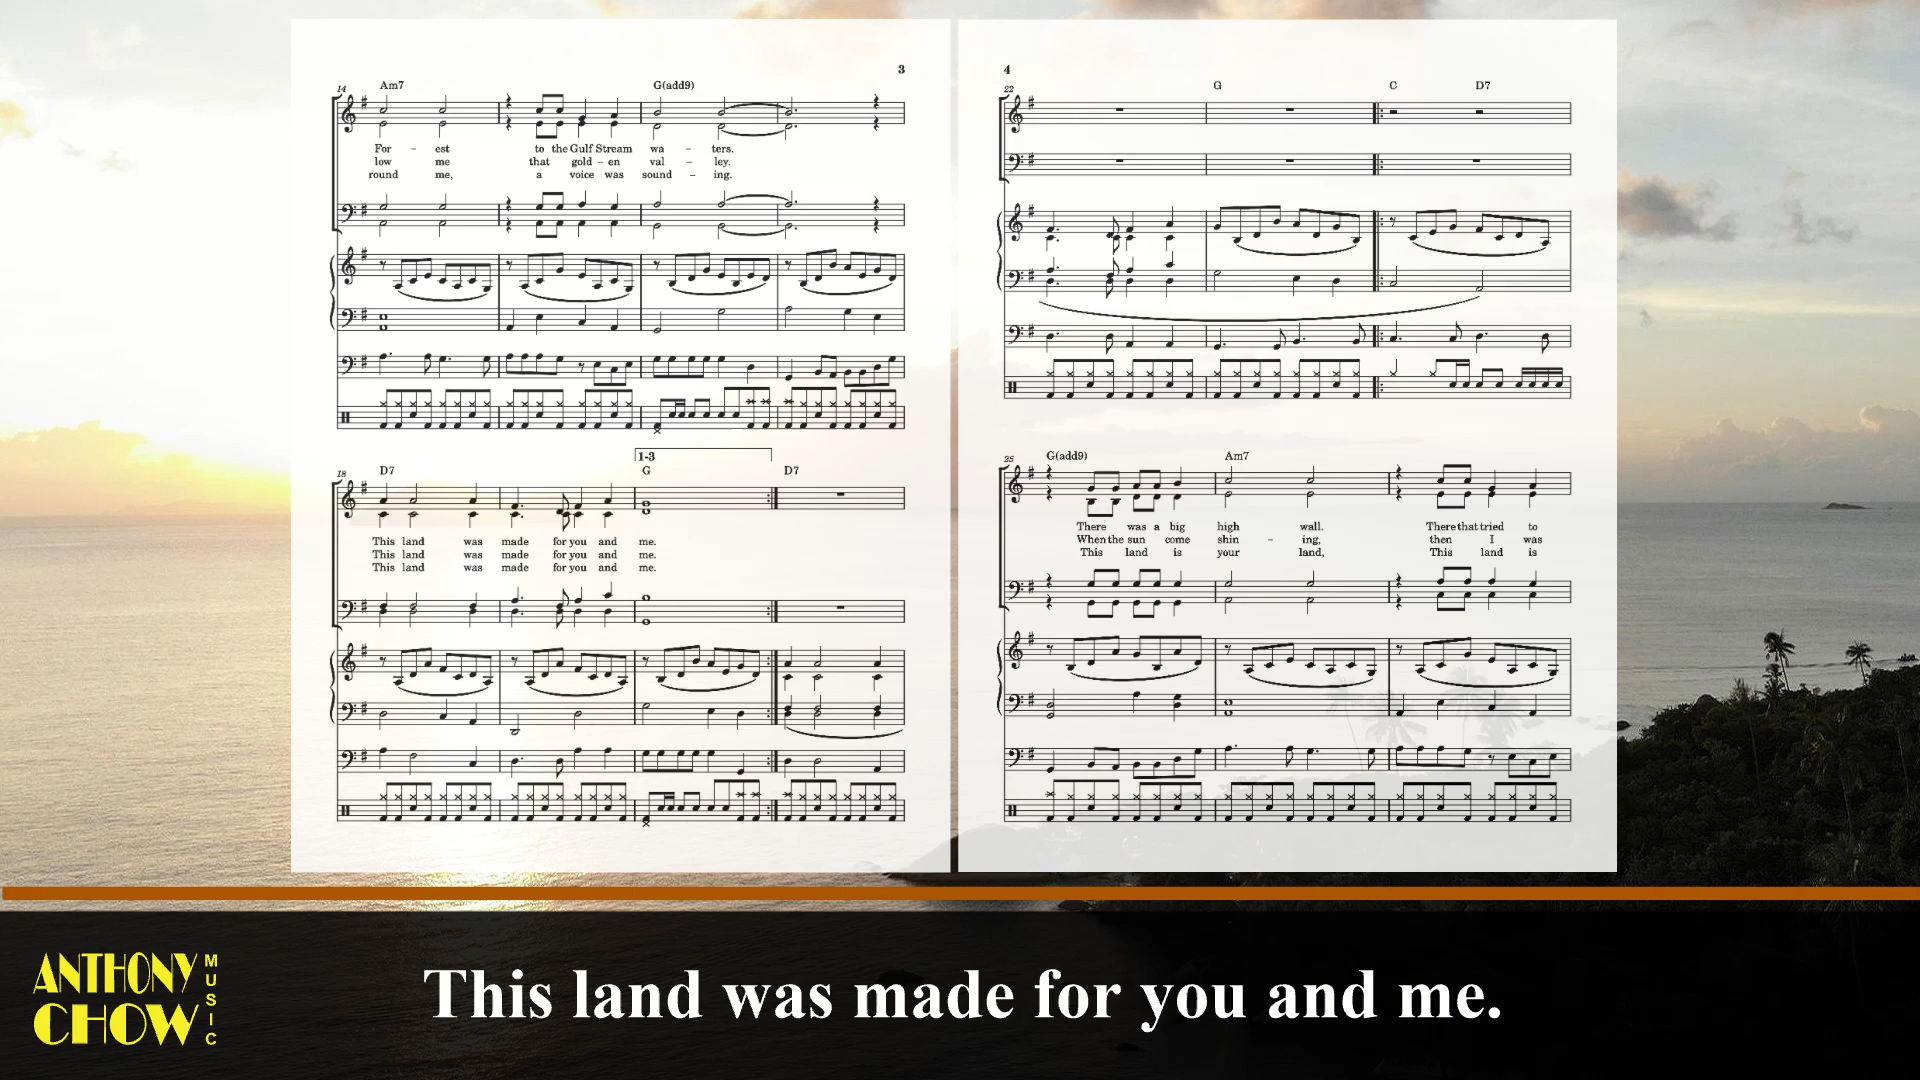 3
14 Am7 G(add9)
For - est to the Gulf Stream wa - ters.
low me that gold - en val - ley.
round me, a voice was sound - ing.
1-3
18 D7 G D7
This land was made for you and me.
This land was made for you and me.
This land was made for you and me.
4
22 G C D7
25 G(add9) Am7
There was a big high wall. There that tried to
When the sun come shin - ing, then I was
This land is your land, This land is
ANTHONY
CHOW
MUSIC
This land was made for you and me.